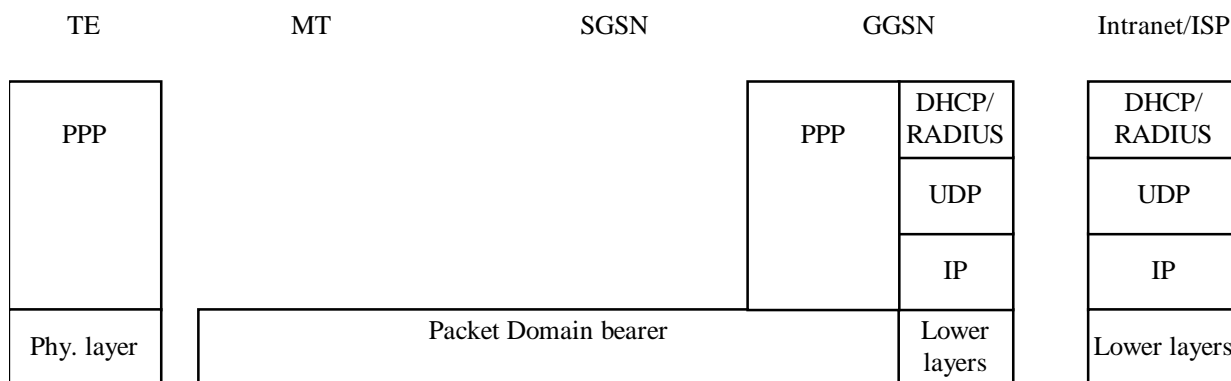 TE MT SGSN GGSN Intranet/ISP
DHCP/ DHCP/
PPP PPP RADIUS RADIUS
UDP UDP
IP IP
Packet Domain bearer Lower
Phy. layer layers Lower layers